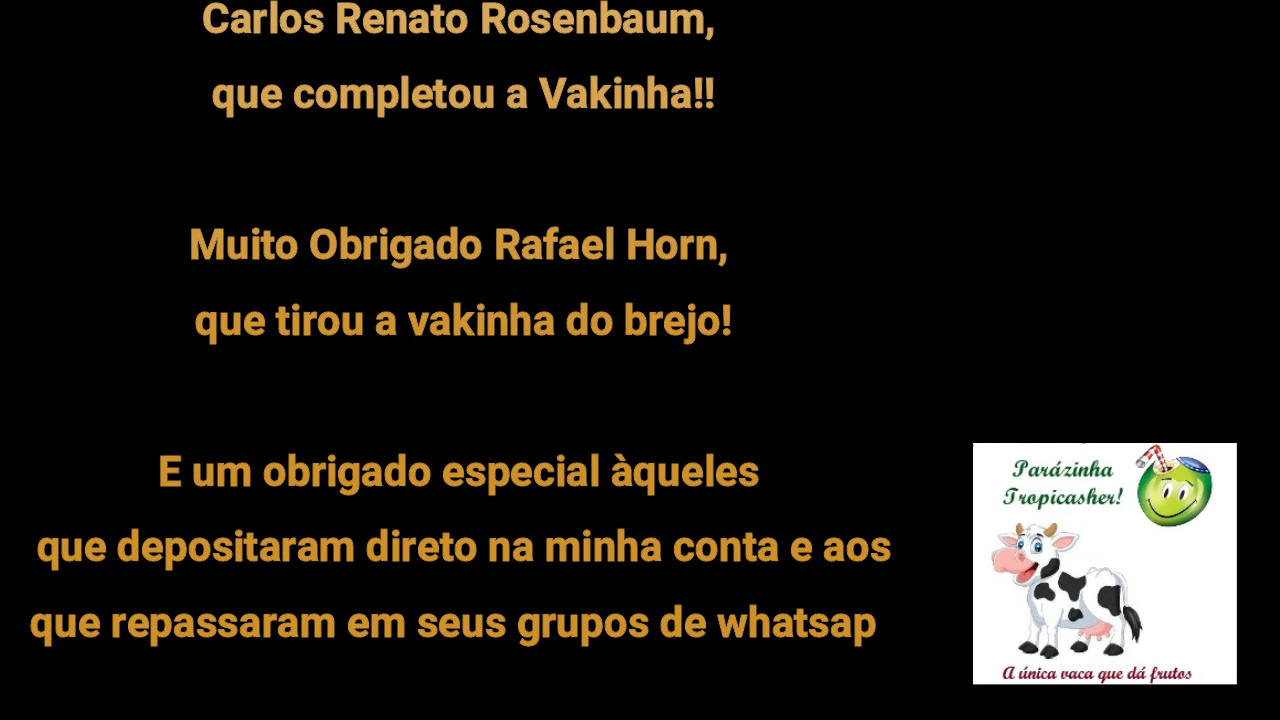 Carlos Renato Rosenbaum,
que completou a Vakinha!!
Muito Obrigado Rafael Horn,
que tirou a vakinha do brejo!
E um obrigado especial àqueles
que depositaram direto na minha conta e aos
que repassaram em seus grupos de whatsap
Parázinha
Tropicasher!
A única vaca que dá frutos